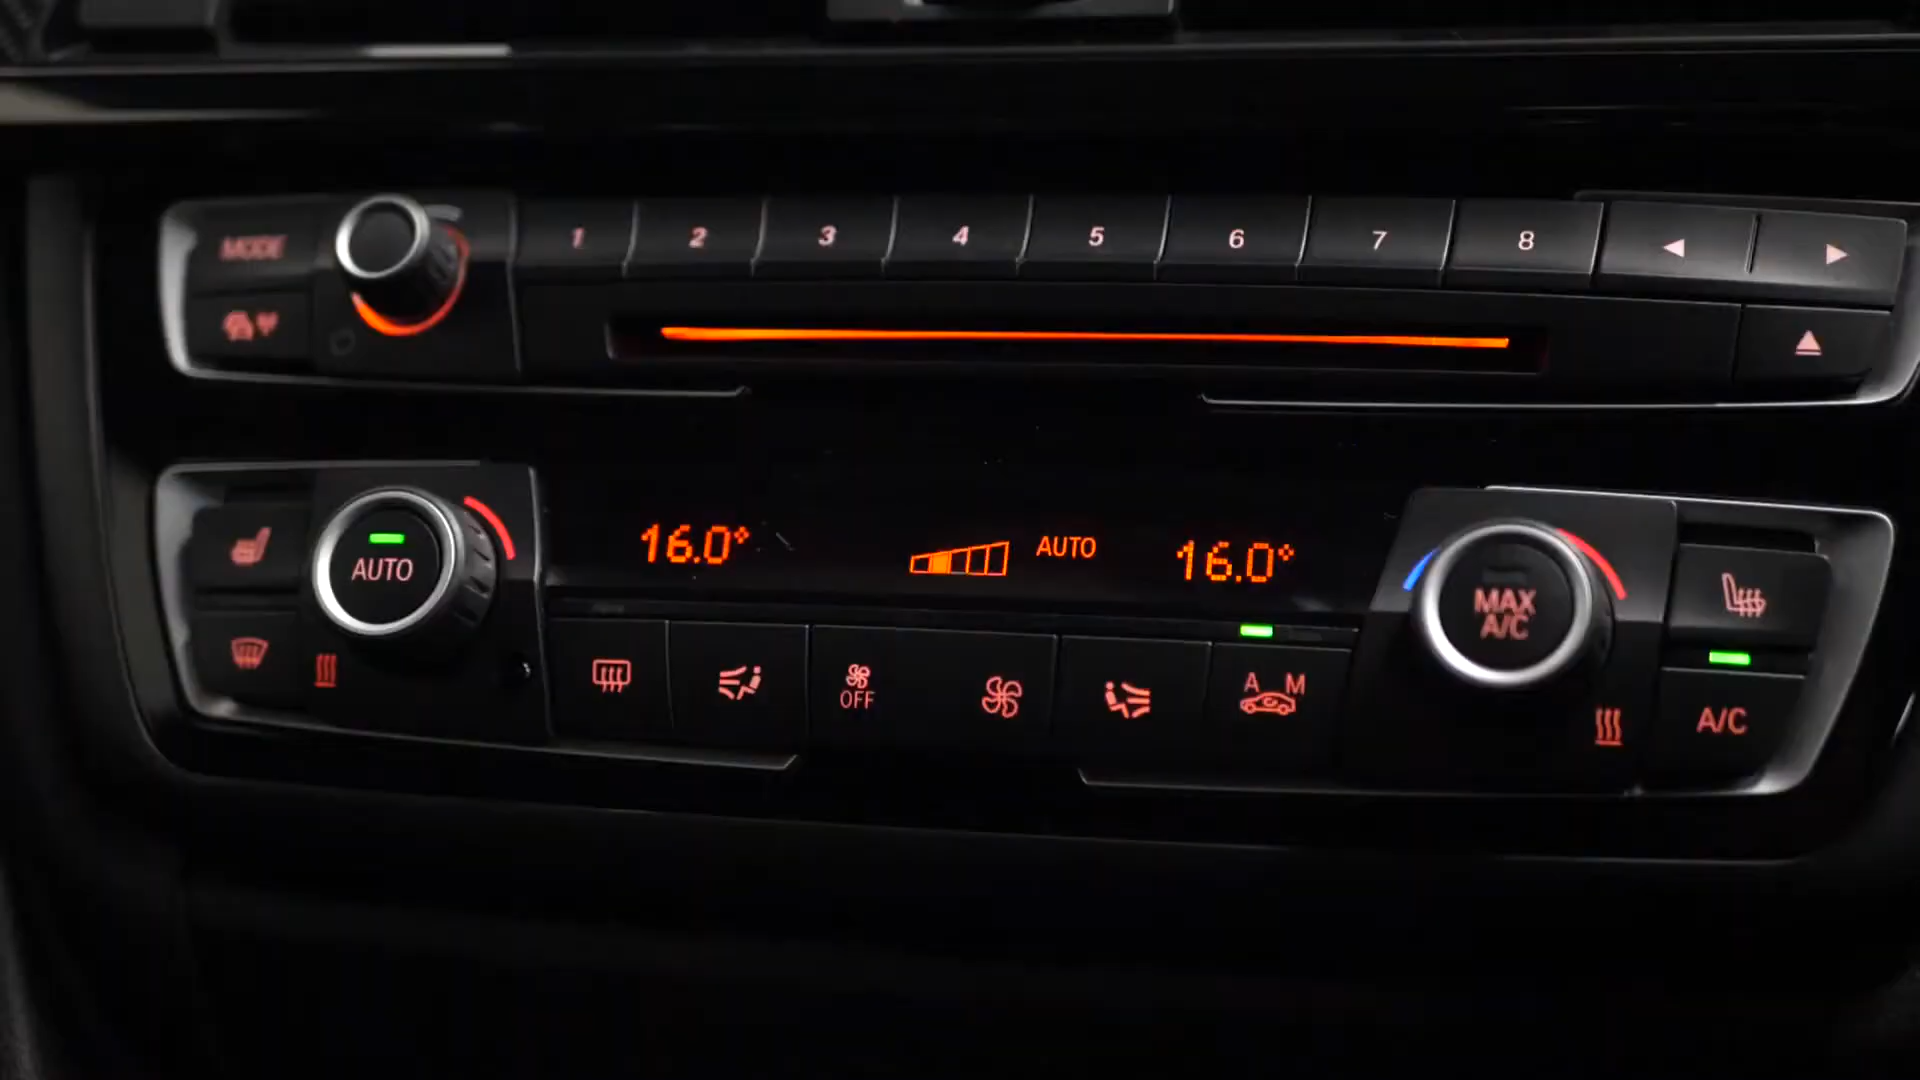 MODE
1 2 3 4 5 6 7 8
AUTO
16.0°
AUTO
16.0°
MAX
A/C
OFF
A M
A/C